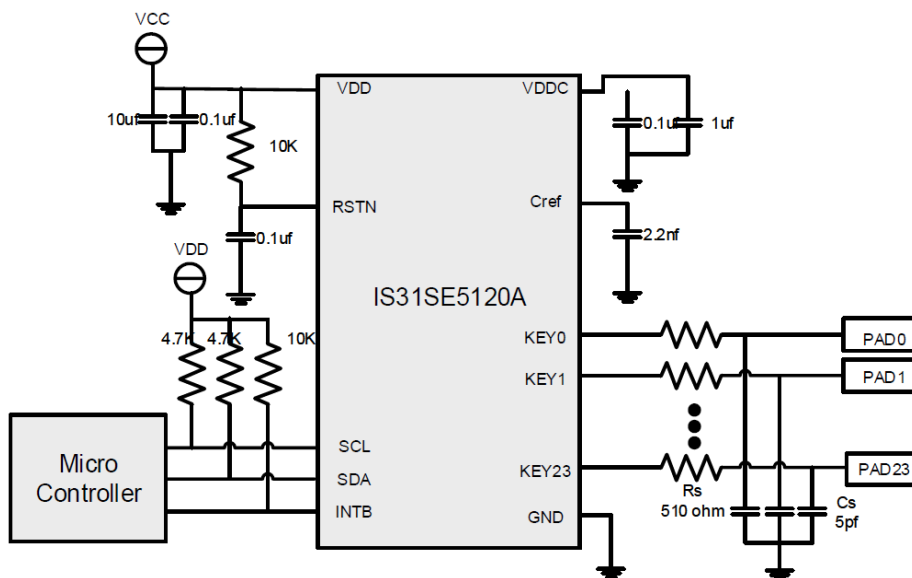 VCC
10uf
0.1uf
10K
VDD
VDDC
0.1uf
1uf
RSTN
Cref
0.1uf
2.2nf
VDD
IS31SE5120A
4.7K
4.7K
10K
KEY0
PAD0
KEY1
PAD1
Micro
Controller
SCL
SDA
INTB
KEY23
PAD23
Rs
510 ohm
Cs
5pf
GND